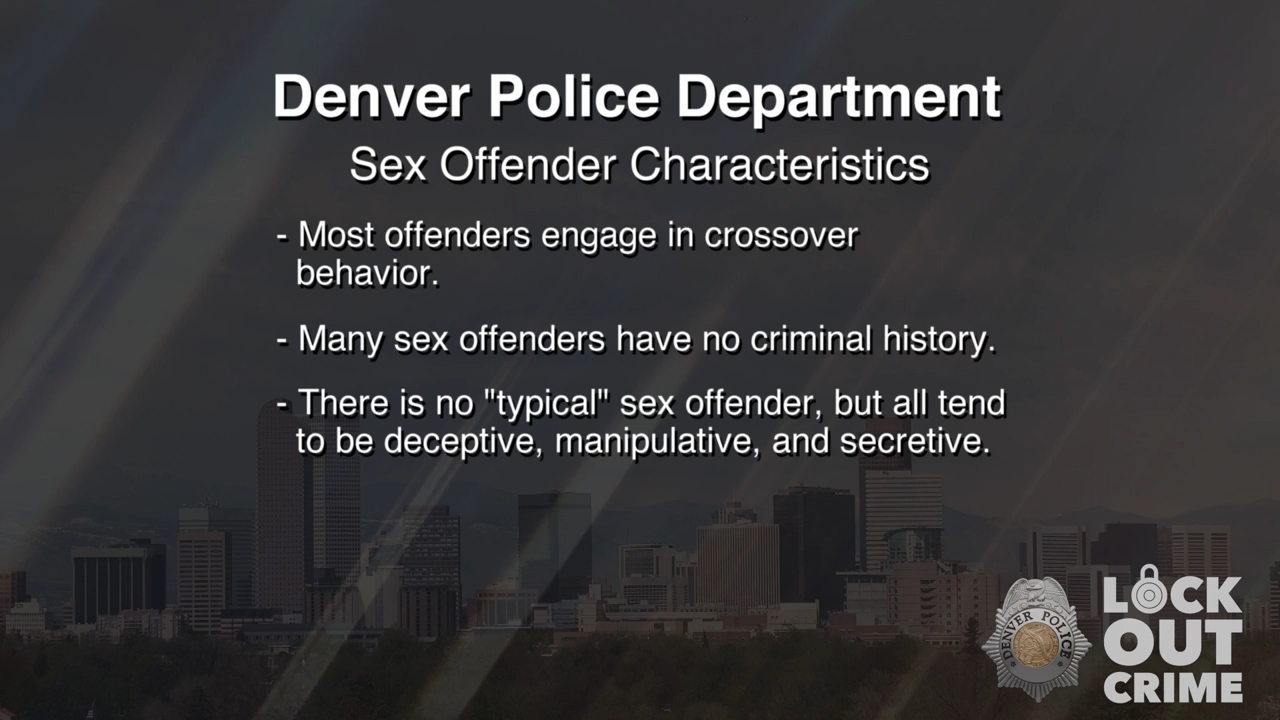 Denver Police Department
Sex Offender Characteristics
- Most offenders engage in crossover
behavior.
- Many sex offenders have no criminal history.
- There is no "typical" sex offender, but all tend
to be deceptive, manipulative, and secretive.
DENVER POLICE
LOCK
OUT
CRIME